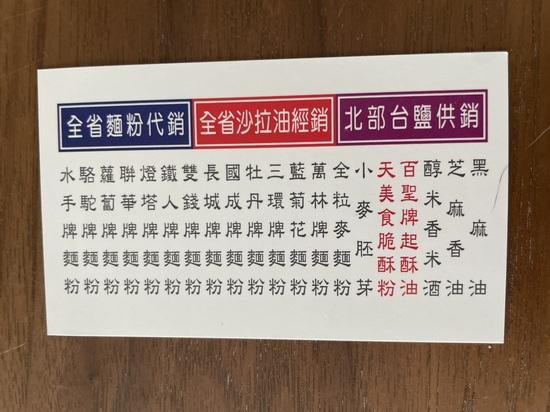 全省麵粉代銷
全省沙拉油經銷
北部台鹽供銷
黑麻油
芝麻香油
醇米香米酒
百聖牌起酥油
天美食脆酥粉
小麥胚芽
全粒麥麵粉
萬林牌麵粉
藍菊花麵粉
三環牌麵粉
牡丹牌麵粉
國成牌麵粉
長城牌麵粉
雙錢牌麵粉
鐵人牌麵粉
燈塔牌麵粉
聯華牌麵粉
蘿蔔牌麵粉
駱駝牌麵粉
水手牌麵粉